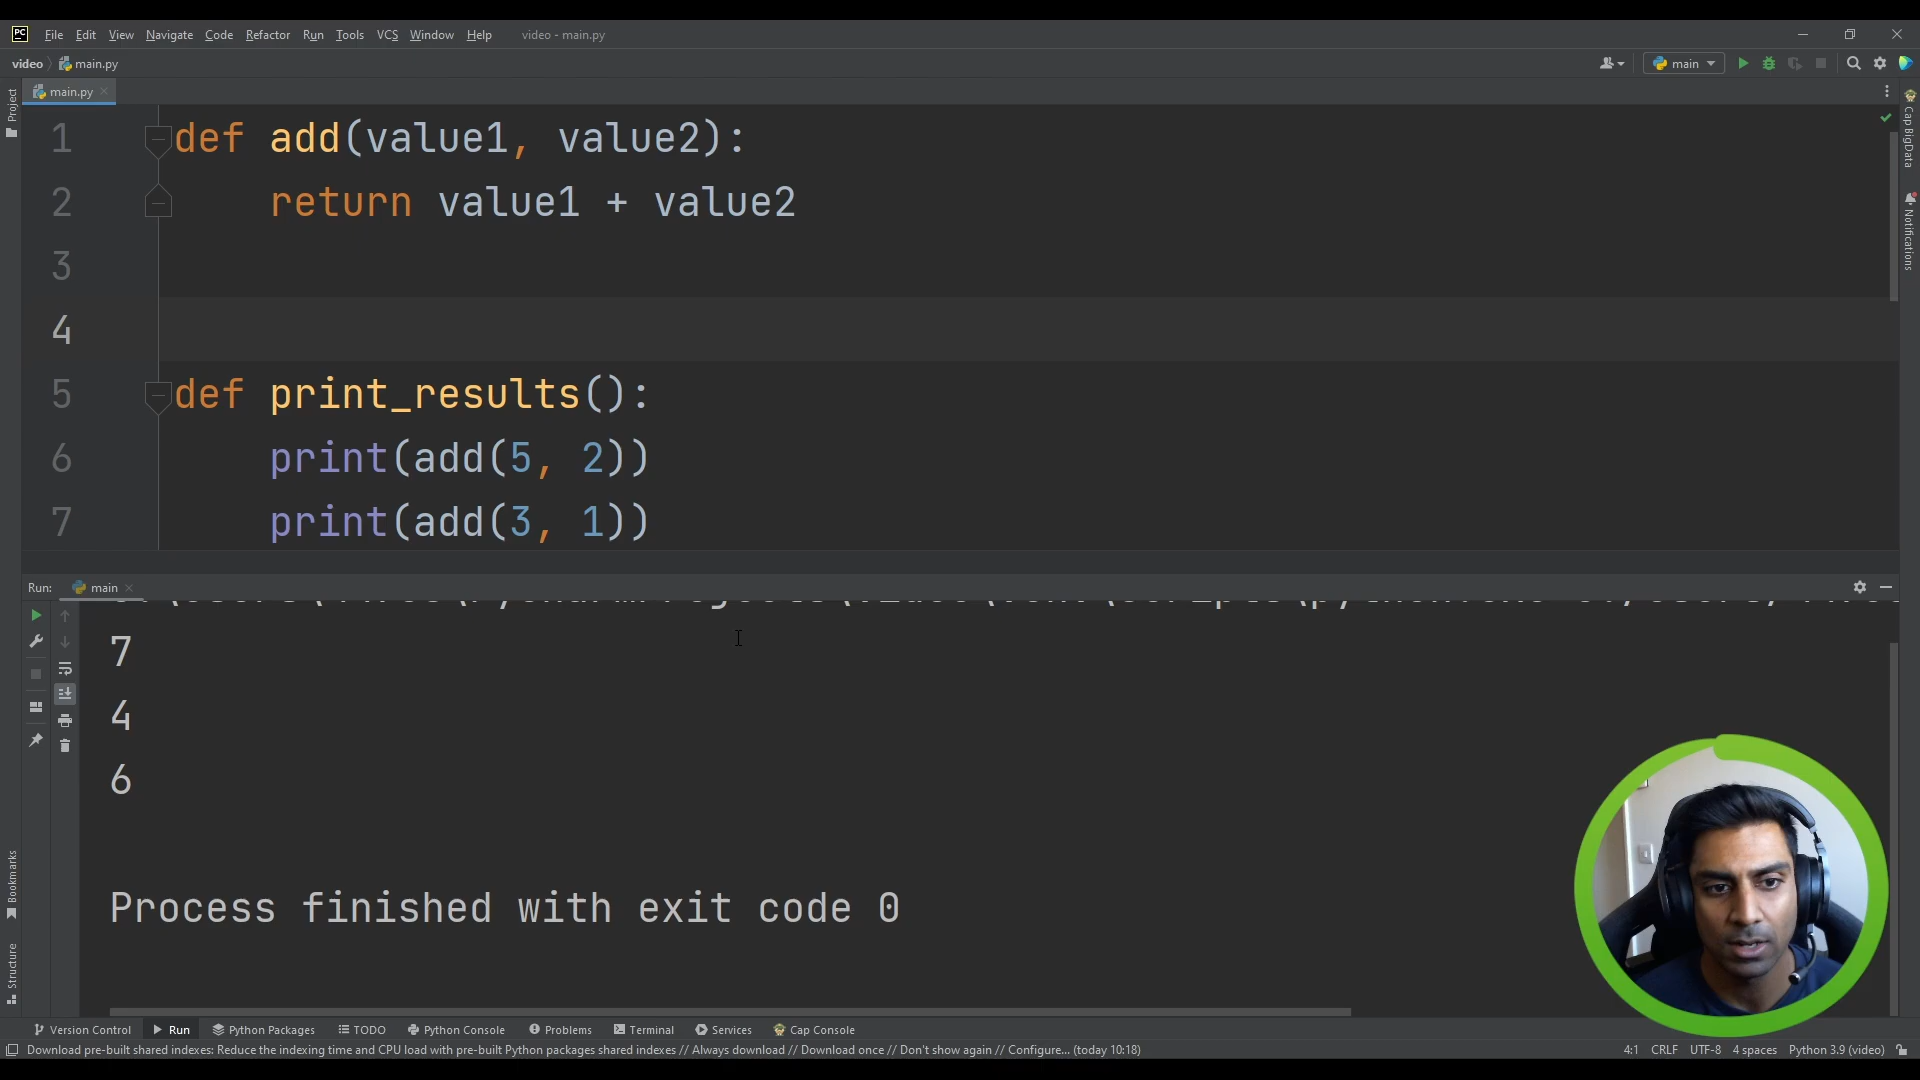 PC File Edit View Navigate Code Refactor Run Tools VCS Window Help video - main.py
video main.py main
main.py
Project
Cap BigData
Notifications
1 def add(value1, value2):
2 return value1 + value2
3
4
5 def print_results():
6 print(add(5, 2))
7 print(add(3, 1))
Run: main
7
4
6
Process finished with exit code 0
Bookmarks
Structure
Version Control Run Python Packages TODO Python Console Problems Terminal Services Cap Console
Download pre-built shared indexes: Reduce the indexing time and CPU load with pre-built Python packages shared indexes // Always download // Download once // Don't show again // Configure... (today 10:18) 4:1 CRLF UTF-8 4 spaces Python 3.9 (video)